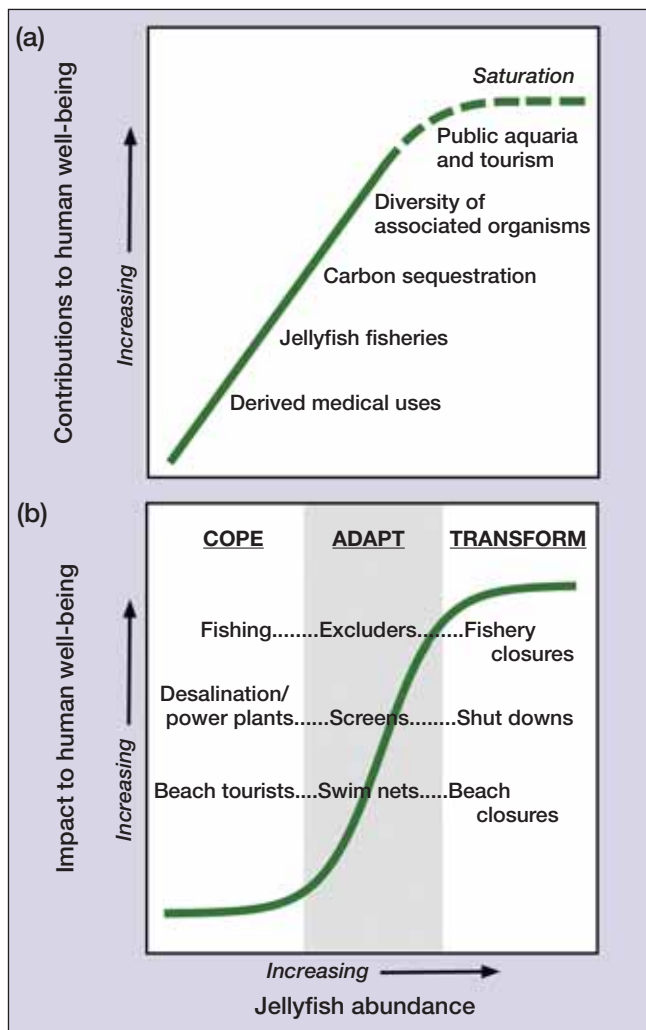 (a)
Contributions to human well-being
Increasing
Saturation
Public aquaria
and tourism
Diversity of
associated organisms
Carbon sequestration
Jellyfish fisheries
Derived medical uses
(b)
Impact to human well-being
Increasing
COPE ADAPT TRANSFORM
Fishing........Excluders........Fishery
closures
Desalination/
power plants......Screens........Shut downs
Beach tourists....Swim nets.....Beach
closures
Increasing
Jellyfish abundance